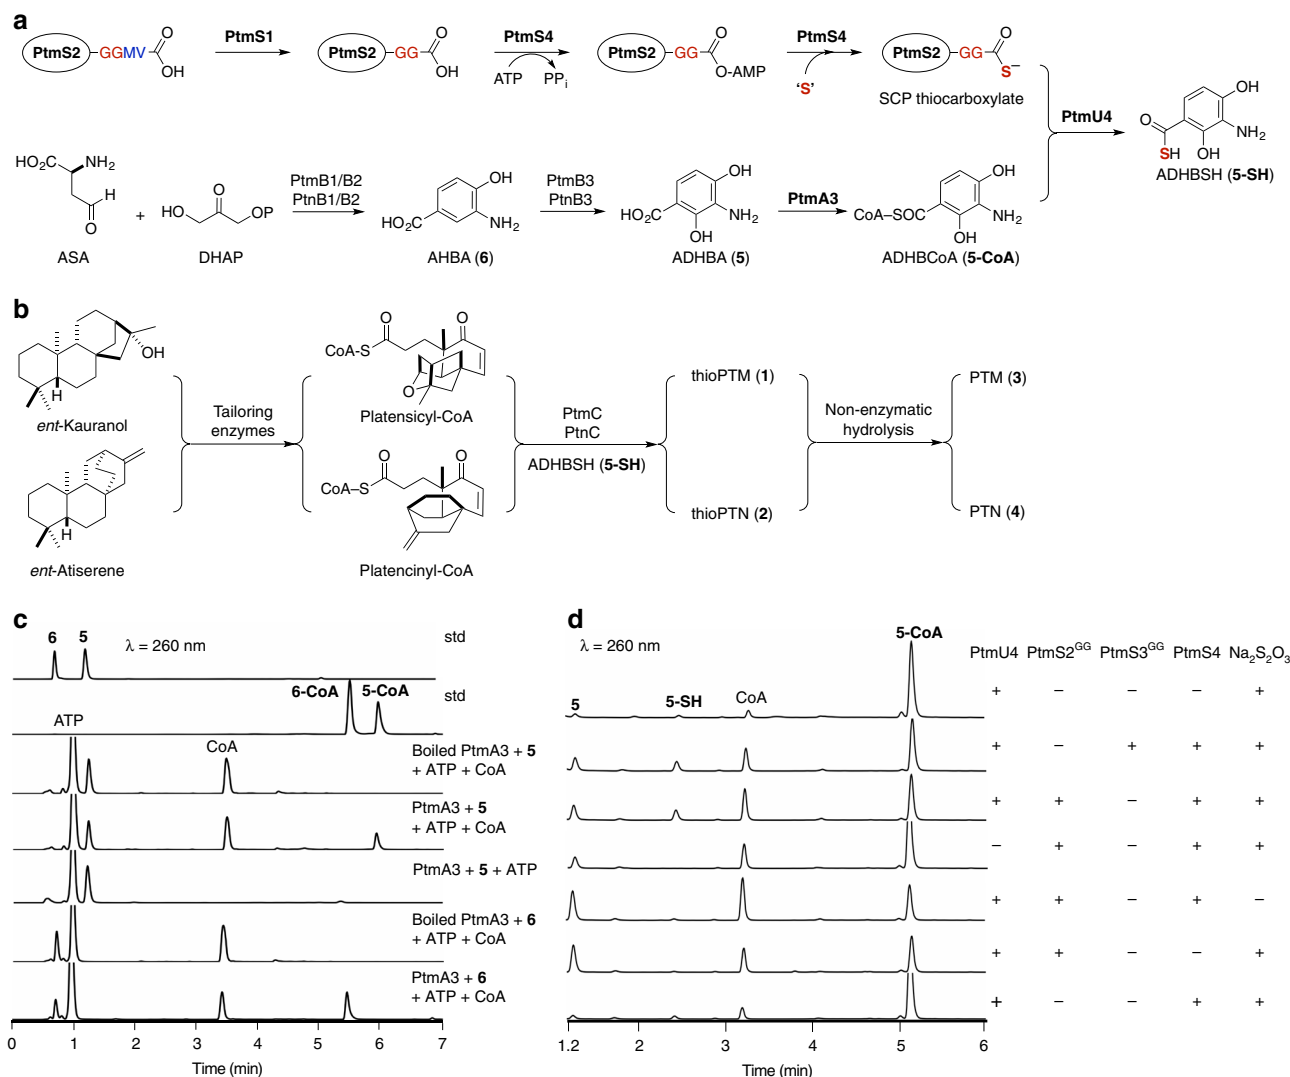 a
PtmS2 GGMV O OH
PtmS1
PtmS2 GG O OH
PtmS4
ATP PPi
PtmS2 GG O O-AMP
PtmS4
'S'
PtmS2 GG O S–
SCP thiocarboxylate
PtmU4
O OH SH OH NH2
ADHBSH (5-SH)
HO2C NH2 H O
ASA
+
O HO OP
DHAP
PtmB1/B2
PtnB1/B2
OH HO2C NH2
AHBA (6)
PtmB3
PtnB3
OH HO2C NH2 OH
ADHBA (5)
PtmA3
OH CoA–SOC NH2 OH
ADHBCoA (5-CoA)
b
OH H
ent-Kauranol
H
ent-Atiserene
Tailoring
enzymes
O O CoA-S O
Platensicyl-CoA
O O CoA–S
Platencinyl-CoA
PtmC
PtnC
ADHBSH (5-SH)
thioPTM (1)
thioPTN (2)
Non-enzymatic
hydrolysis
PTM (3)
PTN (4)
c
6 5 λ = 260 nm std
6-CoA 5-CoA std
ATP CoA
Boiled PtmA3 + 5
+ ATP + CoA
PtmA3 + 5
+ ATP + CoA
PtmA3 + 5 + ATP
Boiled PtmA3 + 6
+ ATP + CoA
PtmA3 + 6
+ ATP + CoA
0 1 2 3 4 5 6 7
Time (min)
d
λ = 260 nm
5 5-SH CoA 5-CoA
PtmU4 PtmS2GG PtmS3GG PtmS4 Na2S2O3
+ – – – +
+ – + + +
+ + – + +
– + – + +
+ + – + –
+ + – – +
+ – – + +
1.2 2 3 4 5 6
Time (min)